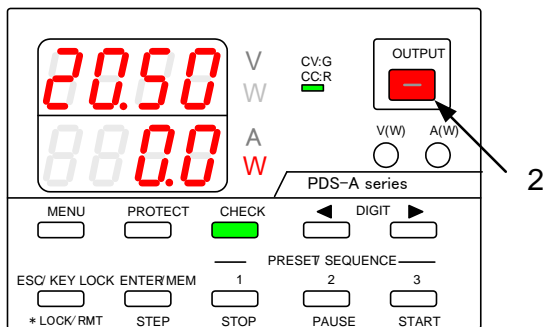 20.50
V
W
CV:G
CC:R
OUTPUT
0.0
A
W
V(W) A(W)
2
PDS-A series
MENU PROTECT CHECK ◀ DIGIT ▶
PRESET/ SEQUENCE
ESC/ KEY LOCK ENTER/MEM 1 2 3
* LOCK/ RMT STEP STOP PAUSE START